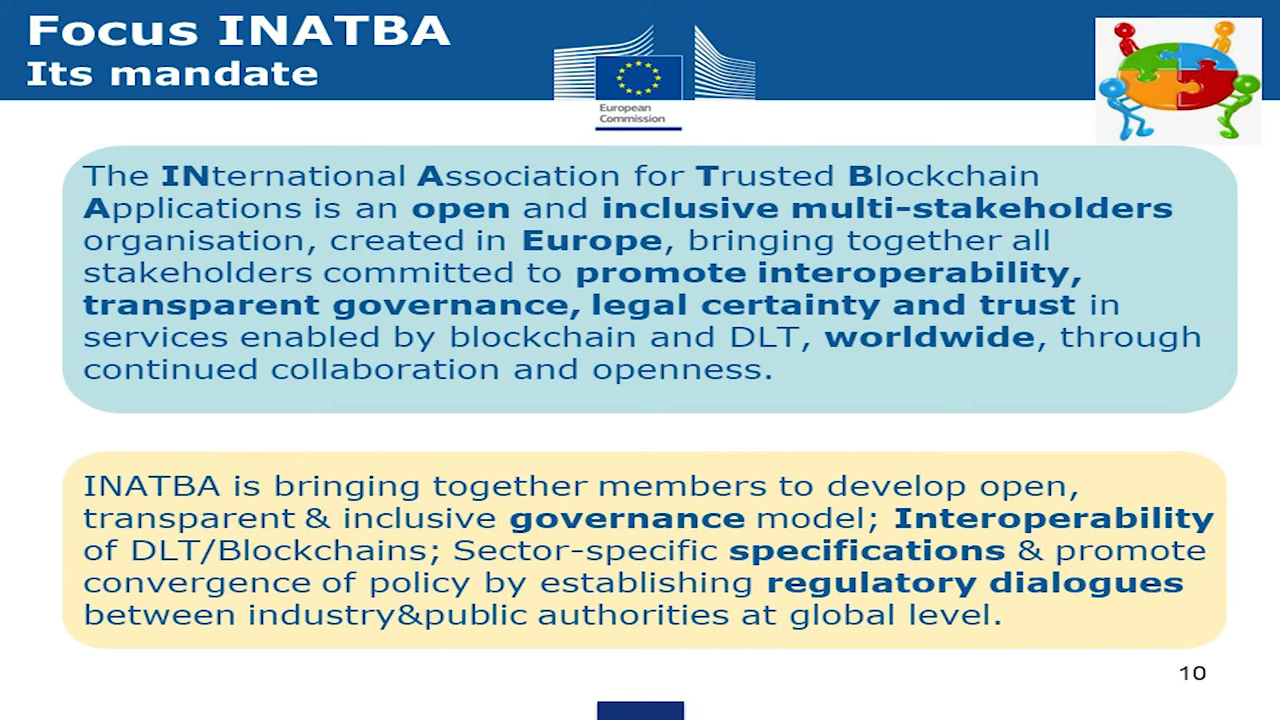 Focus INATBA
Its mandate
European
Commission
The INternational Association for Trusted Blockchain
Applications is an open and inclusive multi-stakeholders
organisation, created in Europe, bringing together all
stakeholders committed to promote interoperability,
transparent governance, legal certainty and trust in
services enabled by blockchain and DLT, worldwide, through
continued collaboration and openness.
INATBA is bringing together members to develop open,
transparent & inclusive governance model; Interoperability
of DLT/Blockchains; Sector-specific specifications & promote
convergence of policy by establishing regulatory dialogues
between industry&public authorities at global level.
10